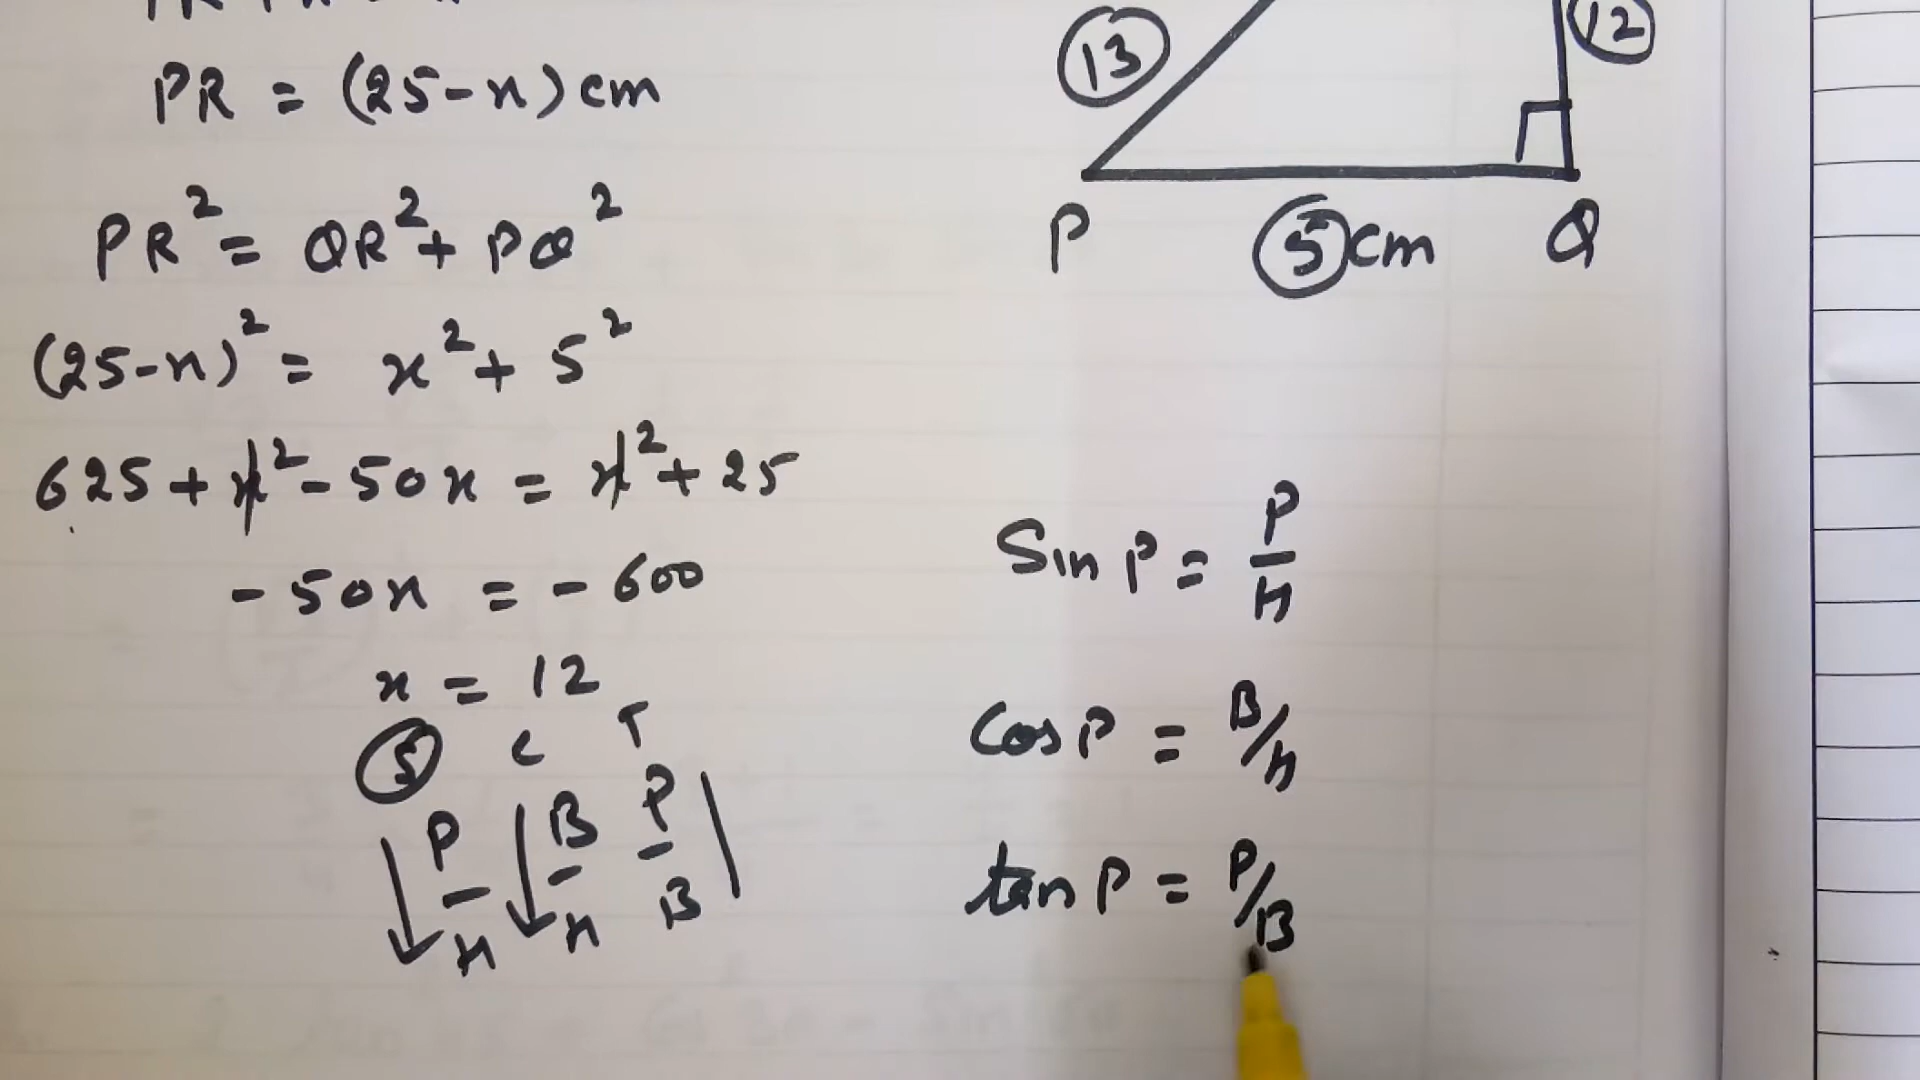 PR = (25-x) cm
PR² = QR² + PQ²
(25-x)² = x² + 5²
625 + x² - 50x = x² + 25
-50x = -600
x = 12
S C T
P/H B/H P/B
13
12
P 5 cm Q
Sin P = P/H
Cos P = B/H
tan P = P/B